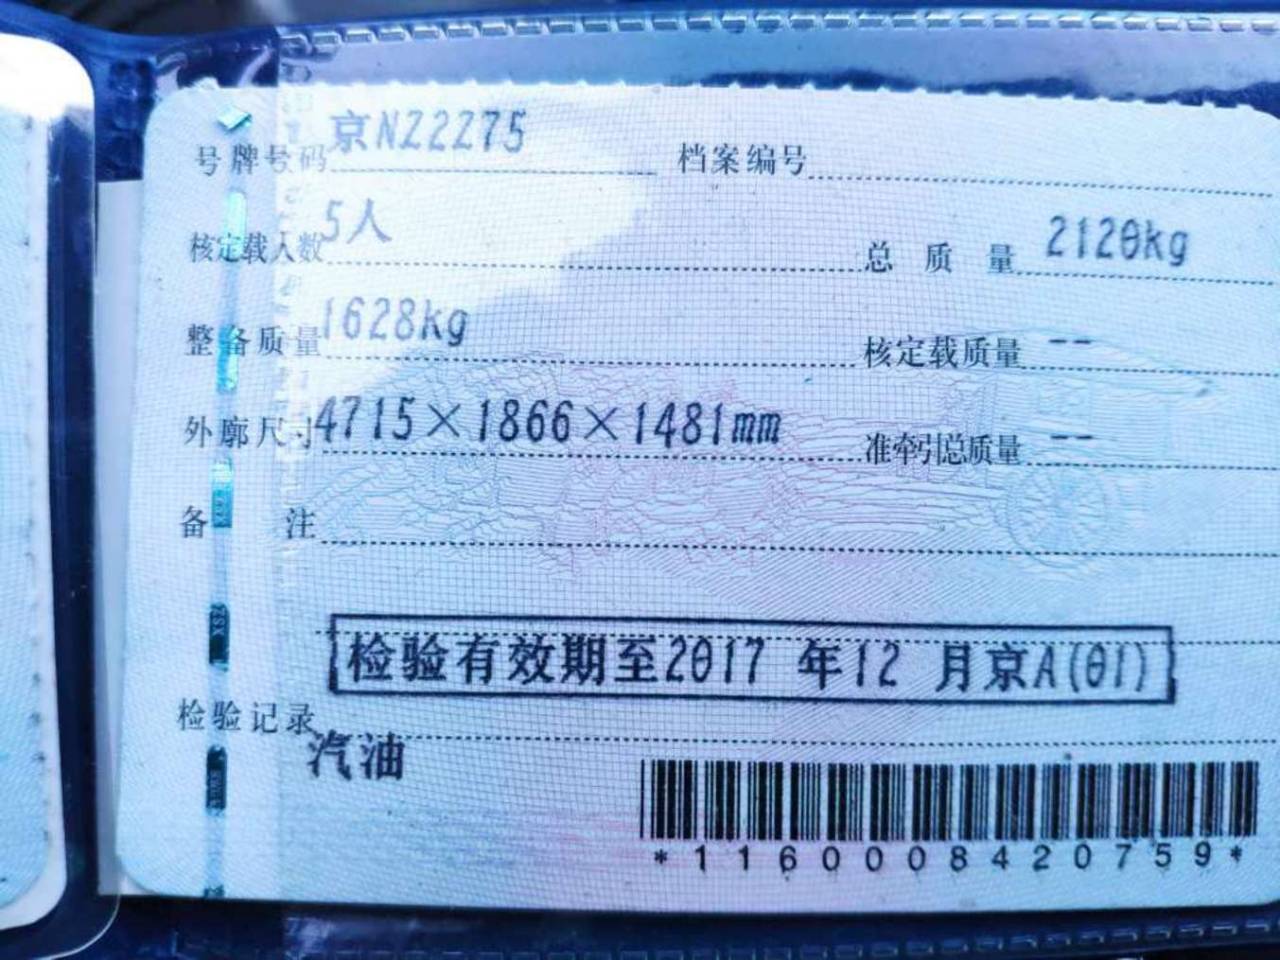 号牌号码 京NZ2Z75 档案编号
核定载人数 5人 总质量 2120kg
整备质量 1628kg 核定载质量 --
外廓尺寸 4715×1866×1481mm 准牵引总质量 --
备注
检验有效期至2017 年12 月京A(01)
检验记录
汽油
*1160008420759*